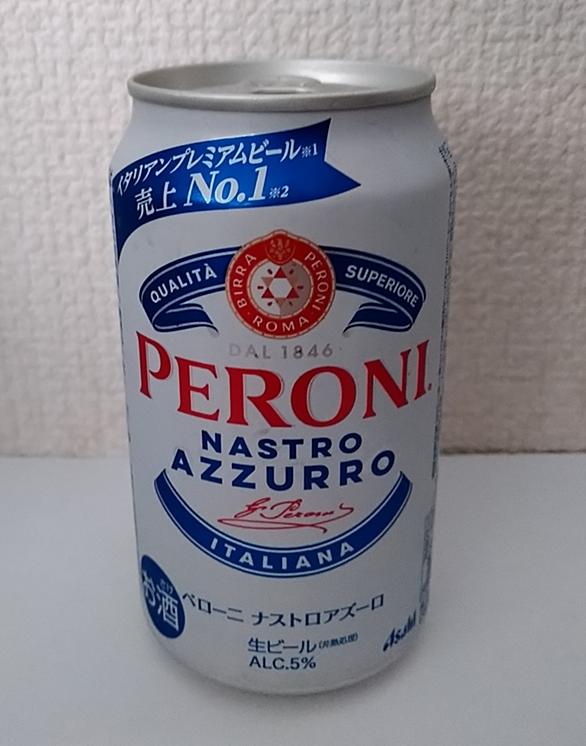 イタリアンプレミアムビール※1
売上 No.1※2
QUALITÀ SUPERIORE
BIRRA PERONI
ROMA
DAL 1846
PERONI
NASTRO
AZZURRO
G. Peroni
ITALIANA
お酒
ペローニ ナストロアズーロ
生ビール(非熱処理)
ALC.5%
Asahi